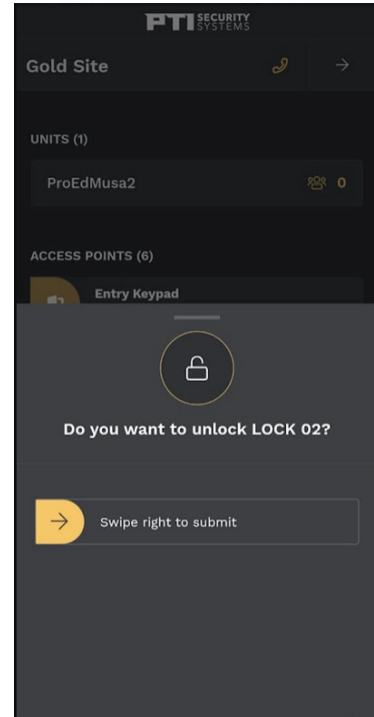 PTI SECURITY
SYSTEMS
Gold Site
UNITS (1)
ProEdMusa2 0
ACCESS POINTS (6)
Entry Keypad
Do you want to unlock LOCK 02?
Swipe right to submit